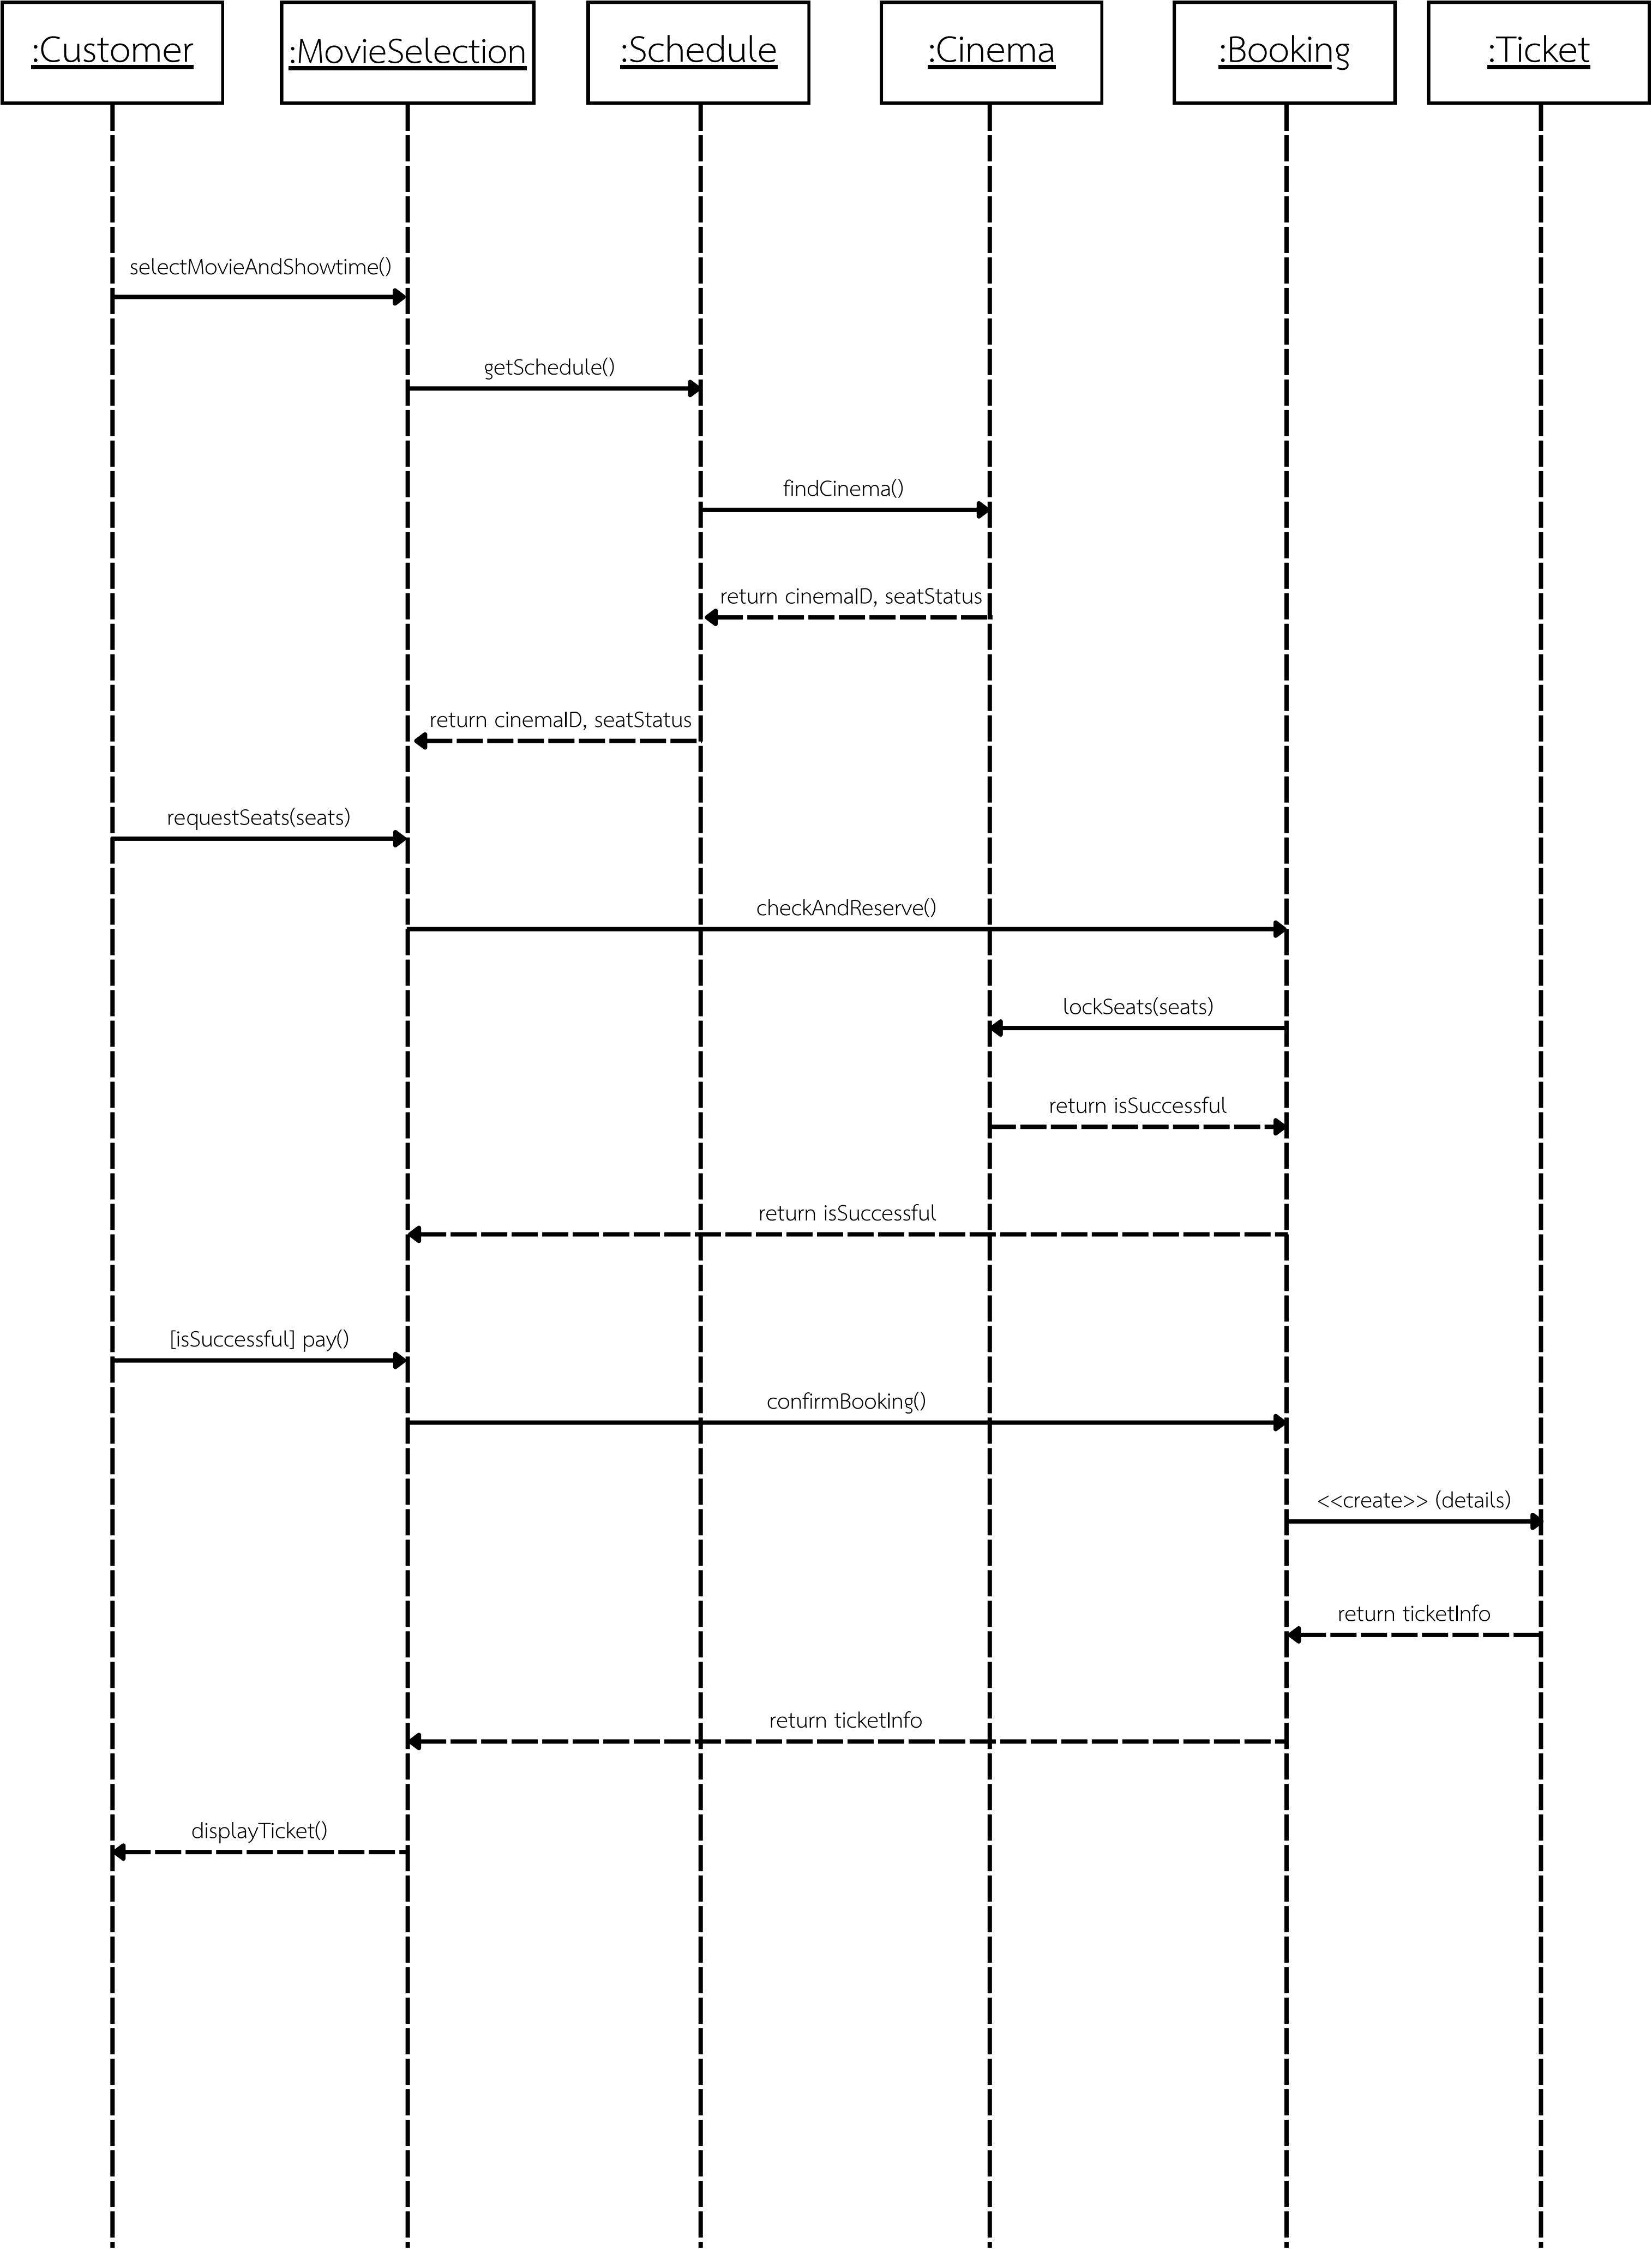 :Customer
:MovieSelection
:Schedule
:Cinema
:Booking
:Ticket
selectMovieAndShowtime()
getSchedule()
findCinema()
return cinemaID, seatStatus
return cinemaID, seatStatus
requestSeats(seats)
checkAndReserve()
lockSeats(seats)
return isSuccessful
return isSuccessful
[isSuccessful] pay()
confirmBooking()
<<create>> (details)
return ticketInfo
return ticketInfo
displayTicket()